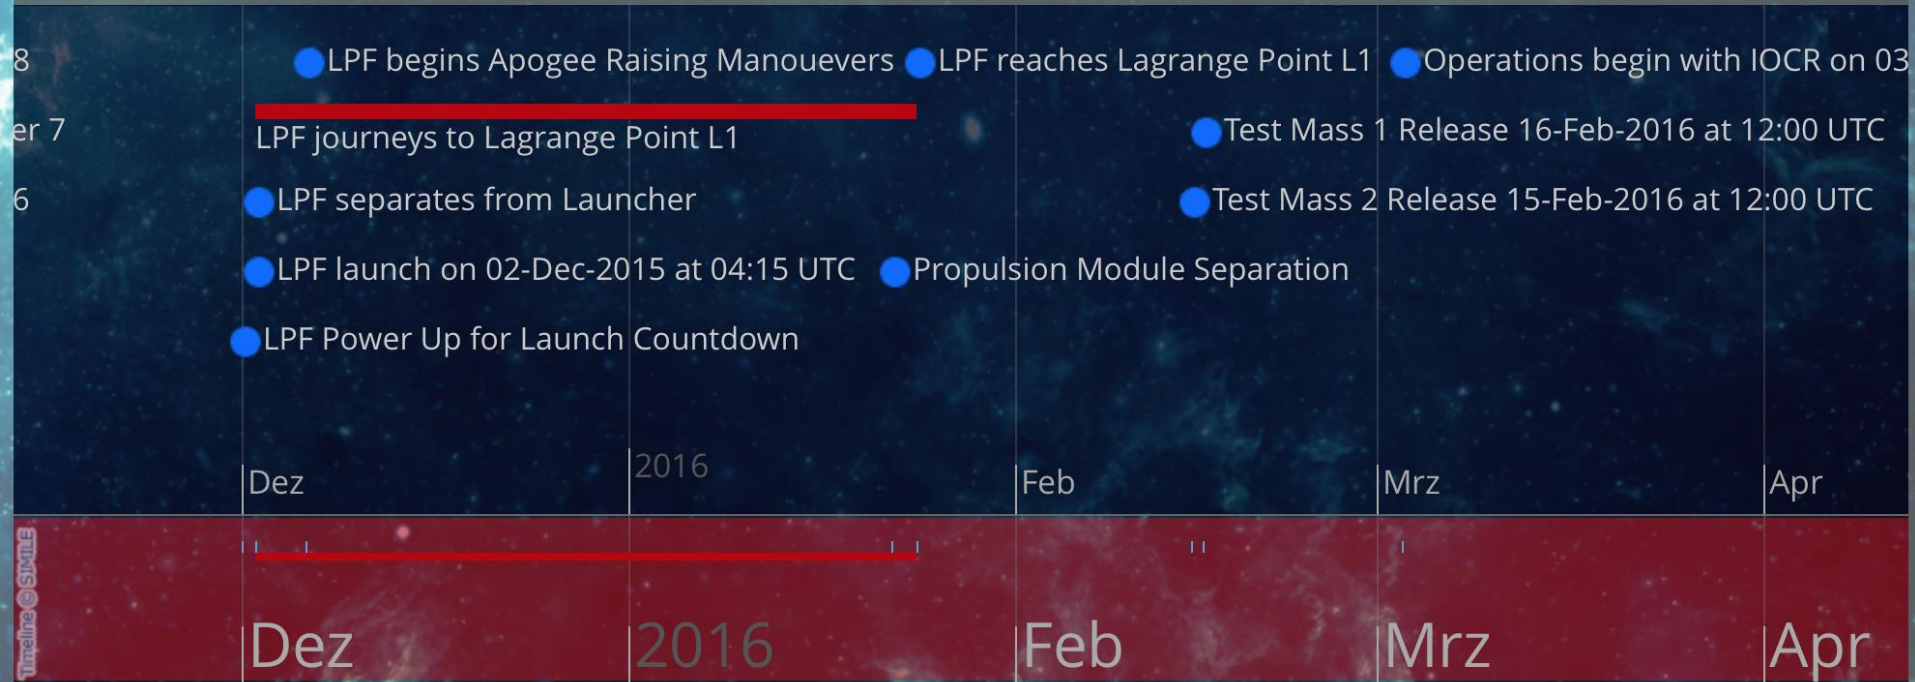 8
LPF begins Apogee Raising Manouevers
LPF reaches Lagrange Point L1
Operations begin with IOCR on 03
er 7
LPF journeys to Lagrange Point L1
Test Mass 1 Release 16-Feb-2016 at 12:00 UTC
6
LPF separates from Launcher
Test Mass 2 Release 15-Feb-2016 at 12:00 UTC
LPF launch on 02-Dec-2015 at 04:15 UTC
Propulsion Module Separation
LPF Power Up for Launch Countdown
Dez
2016
Feb
Mrz
Apr
Timeline © SIMILE
Dez
2016
Feb
Mrz
Apr